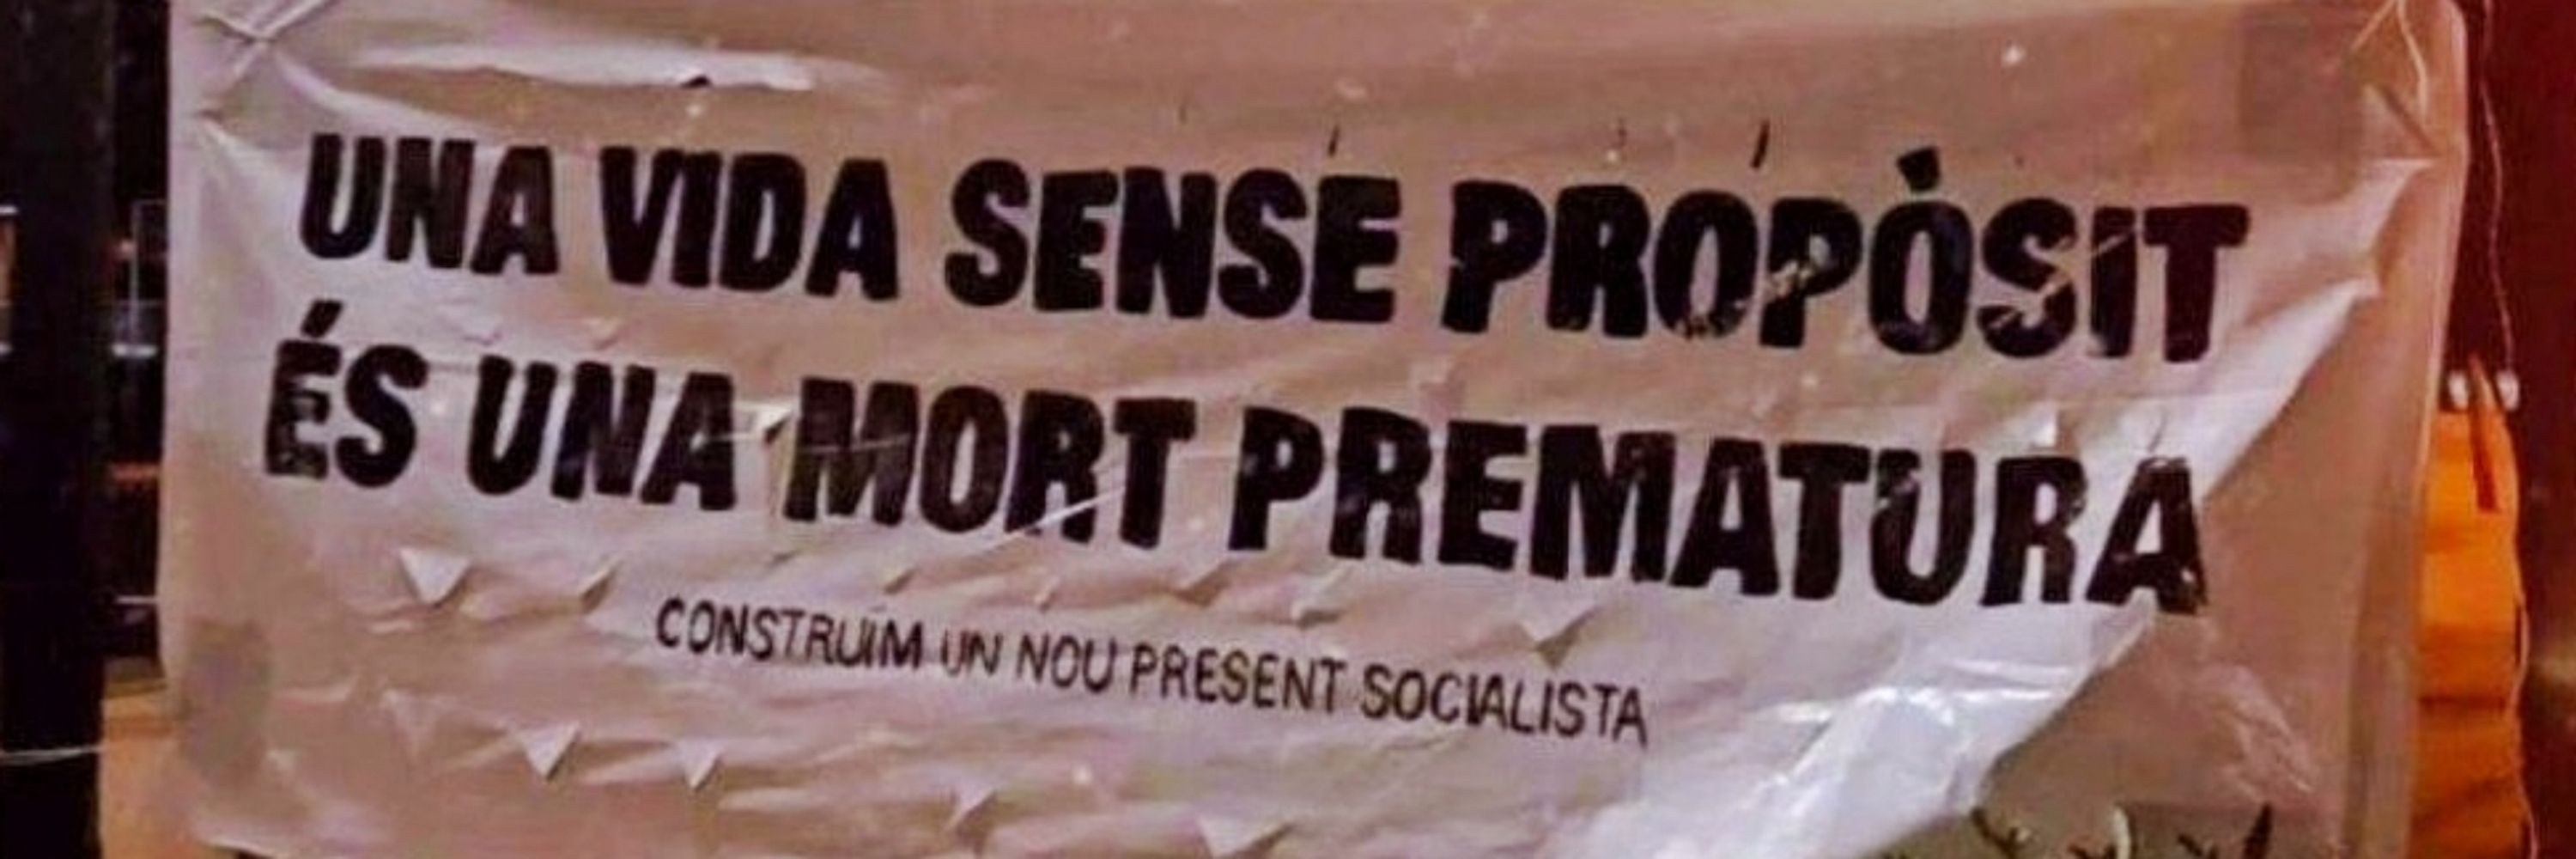 UNA VIDA SENSE PROPÒSIT
ÉS UNA MORT PREMATURA
CONSTRUÏM UN NOU PRESENT SOCIALISTA